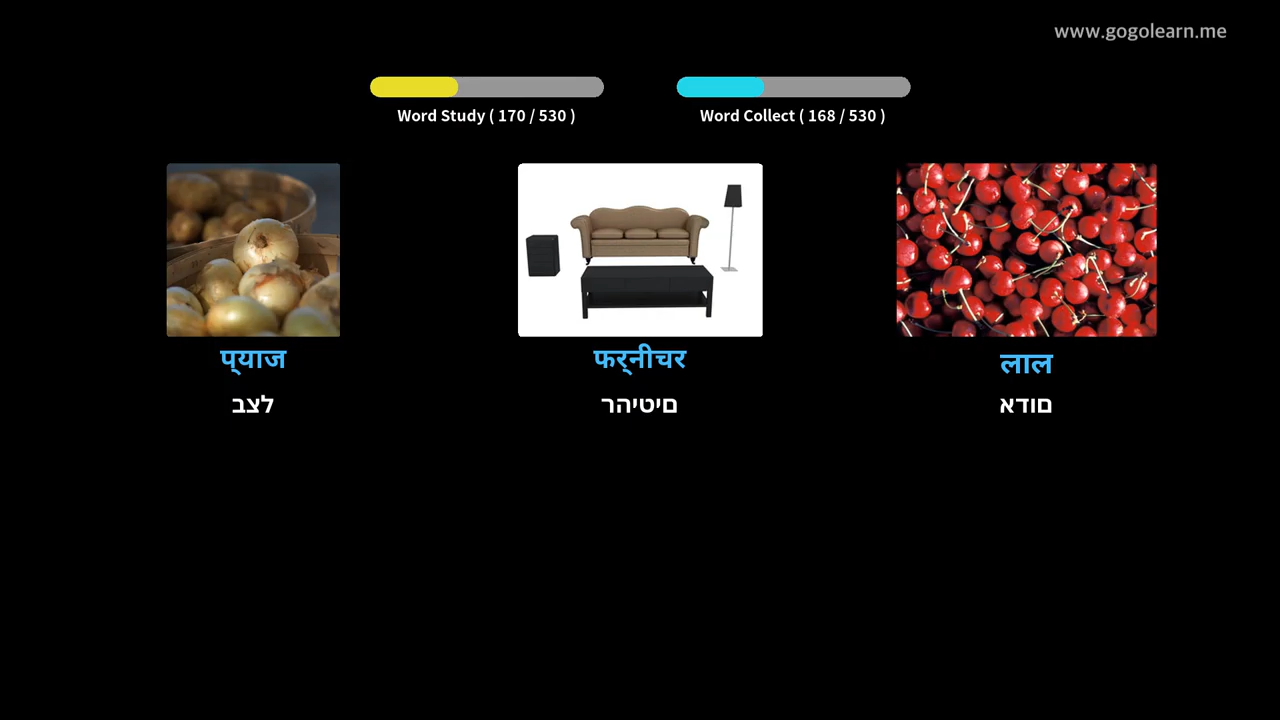 www.gogolearn.me
Word Study ( 170 / 530 )
Word Collect ( 168 / 530 )
प्याज
फर्नीचर
लाल
בצל
רהיטים
אדום